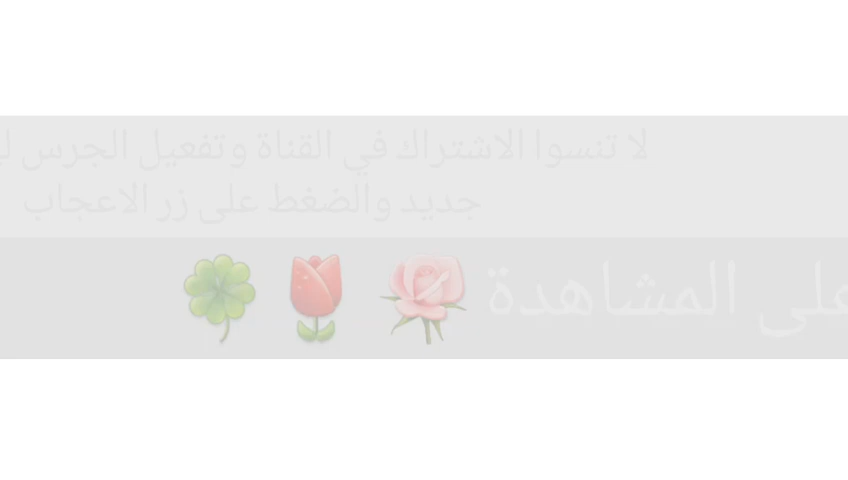 لا تنسوا الاشتراك في القناة وتفعيل الجرس
جديد والضغط على زر الاعجاب
على المشاهدة 🌹 🌷 🍀